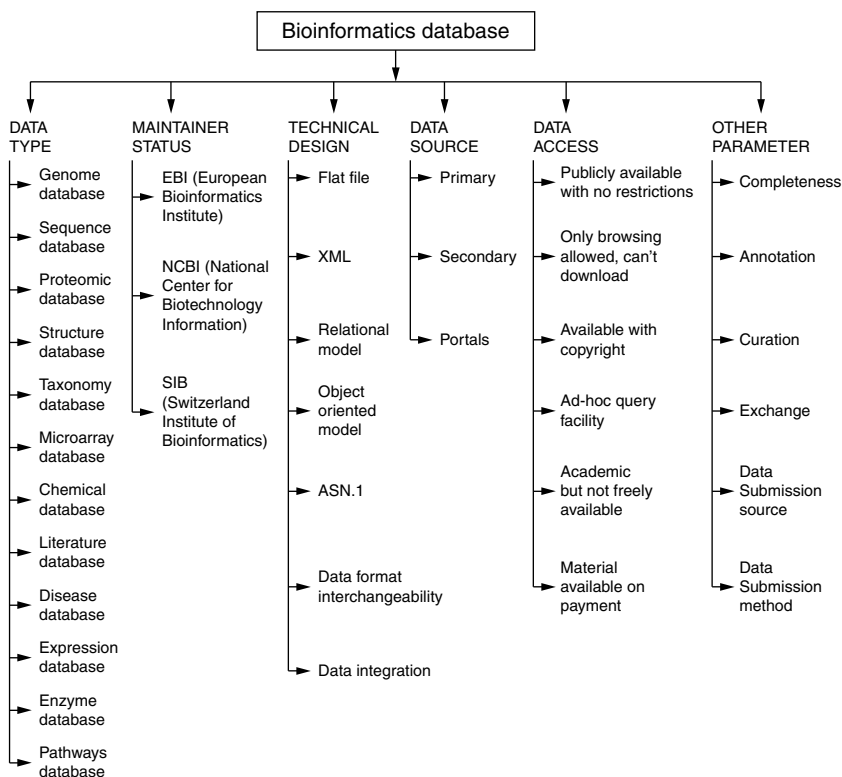 Bioinformatics database
DATA
TYPE
Genome
database
Sequence
database
Proteomic
database
Structure
database
Taxonomy
database
Microarray
database
Chemical
database
Literature
database
Disease
database
Expression
database
Enzyme
database
Pathways
database
MAINTAINER
STATUS
EBI (European
Bioinformatics
Institute)
NCBI (National
Center for
Biotechnology
Information)
SIB
(Switzerland
Institute of
Bioinformatics)
TECHNICAL
DESIGN
Flat file
XML
Relational
model
Object
oriented
model
ASN.1
Data format
interchangeability
Data integration
DATA
SOURCE
Primary
Secondary
Portals
DATA
ACCESS
Publicly available
with no restrictions
Only browsing
allowed, can't
download
Available with
copyright
Ad-hoc query
facility
Academic
but not freely
available
Material
available on
payment
OTHER
PARAMETER
Completeness
Annotation
Curation
Exchange
Data
Submission
source
Data
Submission
method